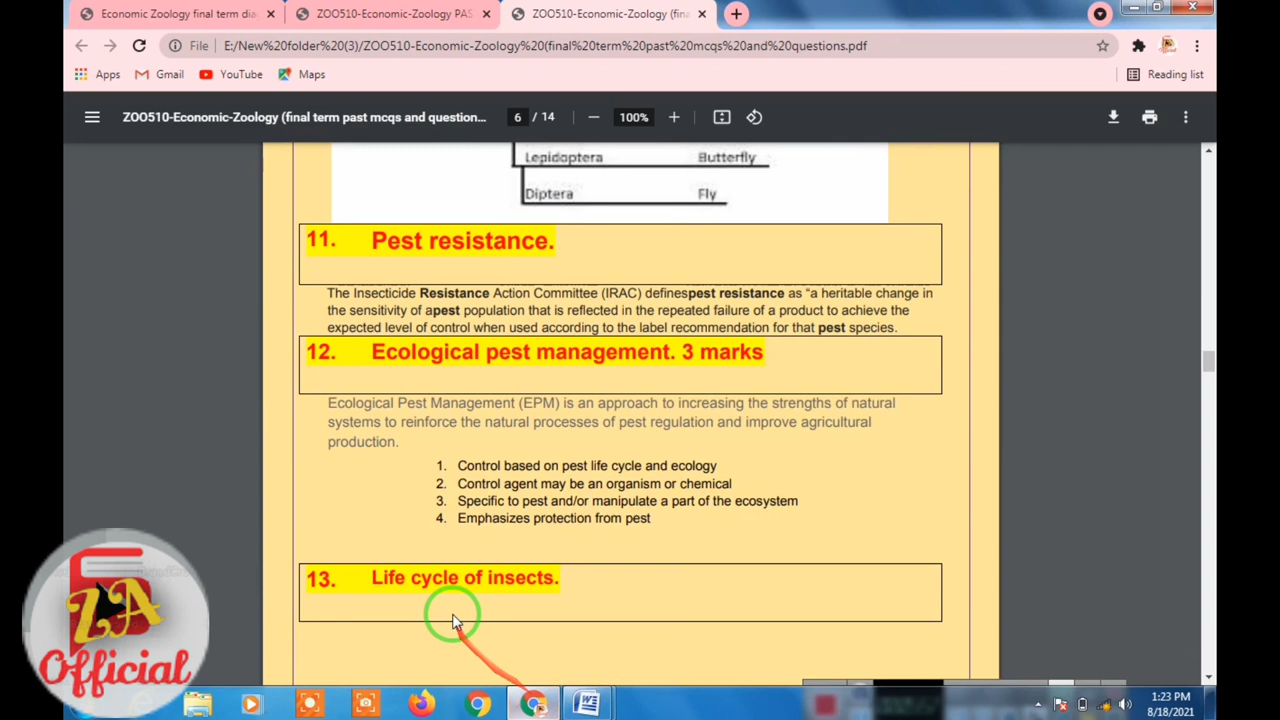 Economic Zoology final term dia
ZOO510-Economic-Zoology PAS
ZOO510-Economic-Zoology (fina
File
E:/New%20folder%20(3)/ZOO510-Economic-Zoology%20(final%20term%20past%20mcqs%20and%20questions.pdf
Apps
Gmail
YouTube
Maps
Reading list
ZOO510-Economic-Zoology (final term past mcqs and question...
6 / 14
100%
Lepidoptera Butterfly
Diptera Fly
11. Pest resistance.
The Insecticide Resistance Action Committee (IRAC) definespest resistance as “a heritable change in
the sensitivity of apest population that is reflected in the repeated failure of a product to achieve the
expected level of control when used according to the label recommendation for that pest species.
12. Ecological pest management. 3 marks
Ecological Pest Management (EPM) is an approach to increasing the strengths of natural
systems to reinforce the natural processes of pest regulation and improve agricultural
production.
1. Control based on pest life cycle and ecology
2. Control agent may be an organism or chemical
3. Specific to pest and/or manipulate a part of the ecosystem
4. Emphasizes protection from pest
13. Life cycle of insects.
ZA
Official
1:23 PM
8/18/2021